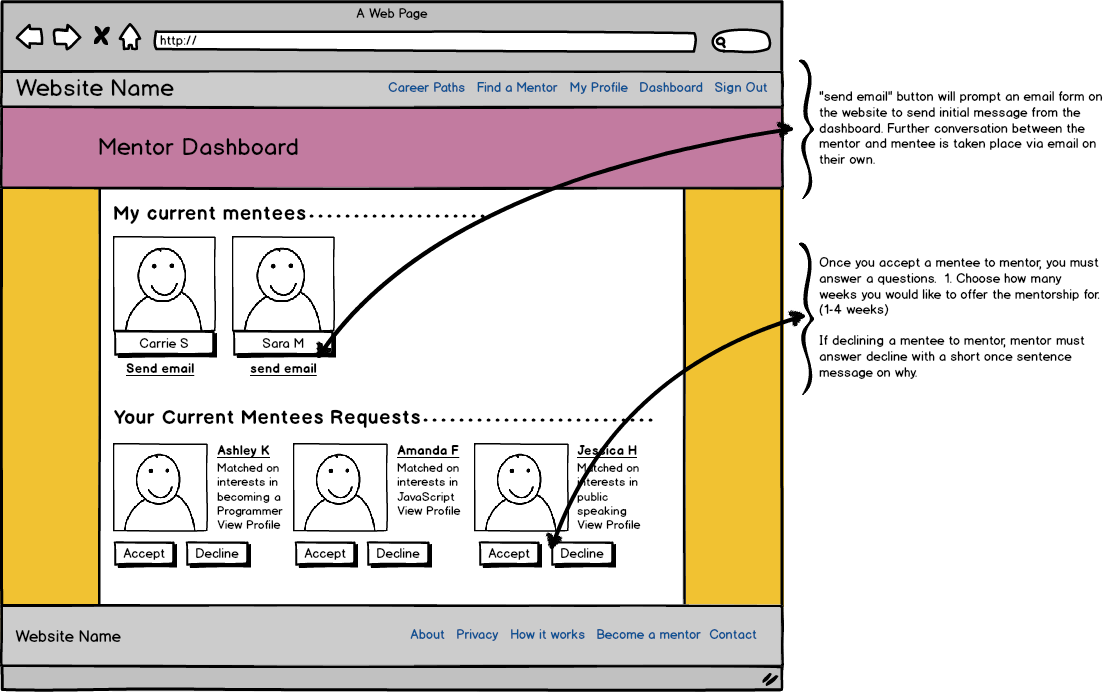 A Web Page
http://
Website Name
Career Paths Find a Mentor My Profile Dashboard Sign Out
Mentor Dashboard
My current mentees
Carrie S
Send email
Sara M
send email
Your Current Mentees Requests
Ashley K
Matched on
interests in
becoming a
Programmer
View Profile
Accept Decline
Amanda F
Matched on
interests in
JavaScript
View Profile
Accept Decline
Jessica H
Matched on
interests in
public
speaking
View Profile
Accept Decline
Website Name
About Privacy How it works Become a mentor Contact
"send email" button will prompt an email form on
the website to send initial message from the
dashboard. Further conversation between the
mentor and mentee is taken place via email on
their own.
Once you accept a mentee to mentor, you must
answer a questions. 1. Choose how many
weeks you would like to offer the mentorship for.
(1-4 weeks)
If declining a mentee to mentor, mentor must
answer decline with a short once sentence
message on why.